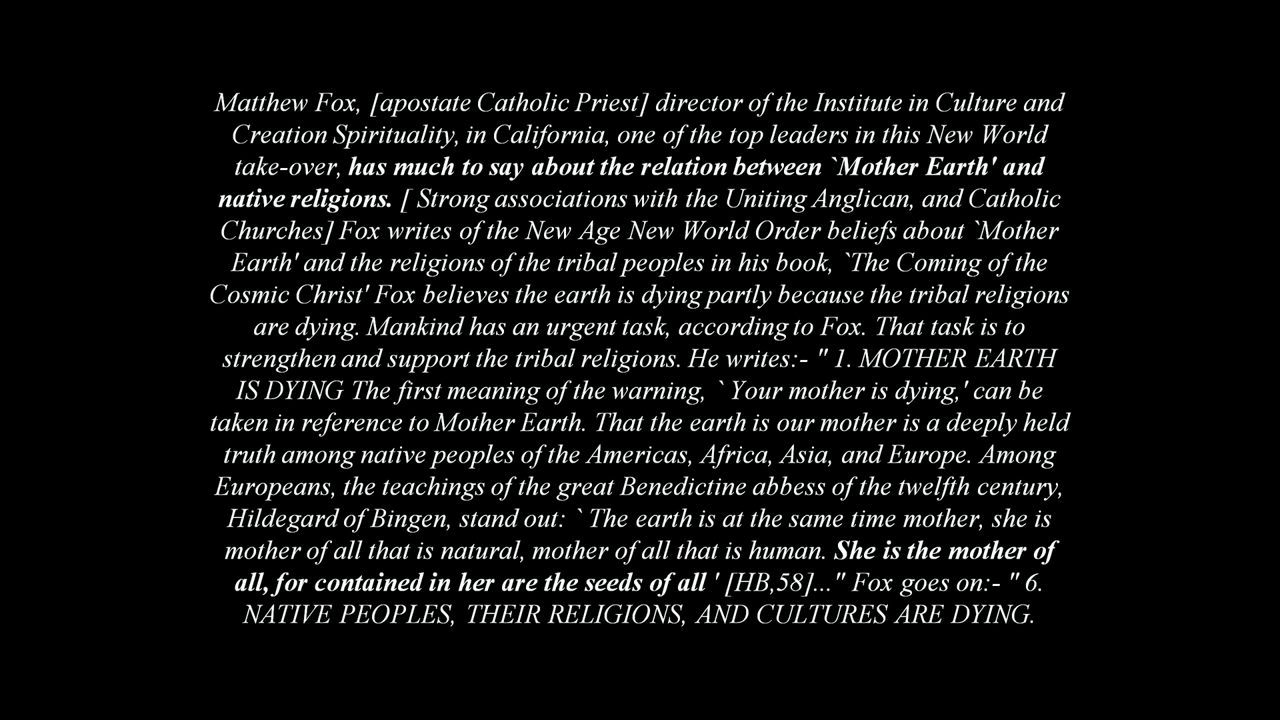 Matthew Fox, [apostate Catholic Priest] director of the Institute in Culture and
Creation Spirituality, in California, one of the top leaders in this New World
take-over, has much to say about the relation between `Mother Earth' and
native religions. [ Strong associations with the Uniting Anglican, and Catholic
Churches] Fox writes of the New Age New World Order beliefs about `Mother
Earth' and the religions of the tribal peoples in his book, `The Coming of the
Cosmic Christ' Fox believes the earth is dying partly because the tribal religions
are dying. Mankind has an urgent task, according to Fox. That task is to
strengthen and support the tribal religions. He writes:- " 1. MOTHER EARTH
IS DYING The first meaning of the warning, ` Your mother is dying,' can be
taken in reference to Mother Earth. That the earth is our mother is a deeply held
truth among native peoples of the Americas, Africa, Asia, and Europe. Among
Europeans, the teachings of the great Benedictine abbess of the twelfth century,
Hildegard of Bingen, stand out: ` The earth is at the same time mother, she is
mother of all that is natural, mother of all that is human. She is the mother of
all, for contained in her are the seeds of all ' [HB,58]..." Fox goes on:- " 6.
NATIVE PEOPLES, THEIR RELIGIONS, AND CULTURES ARE DYING.